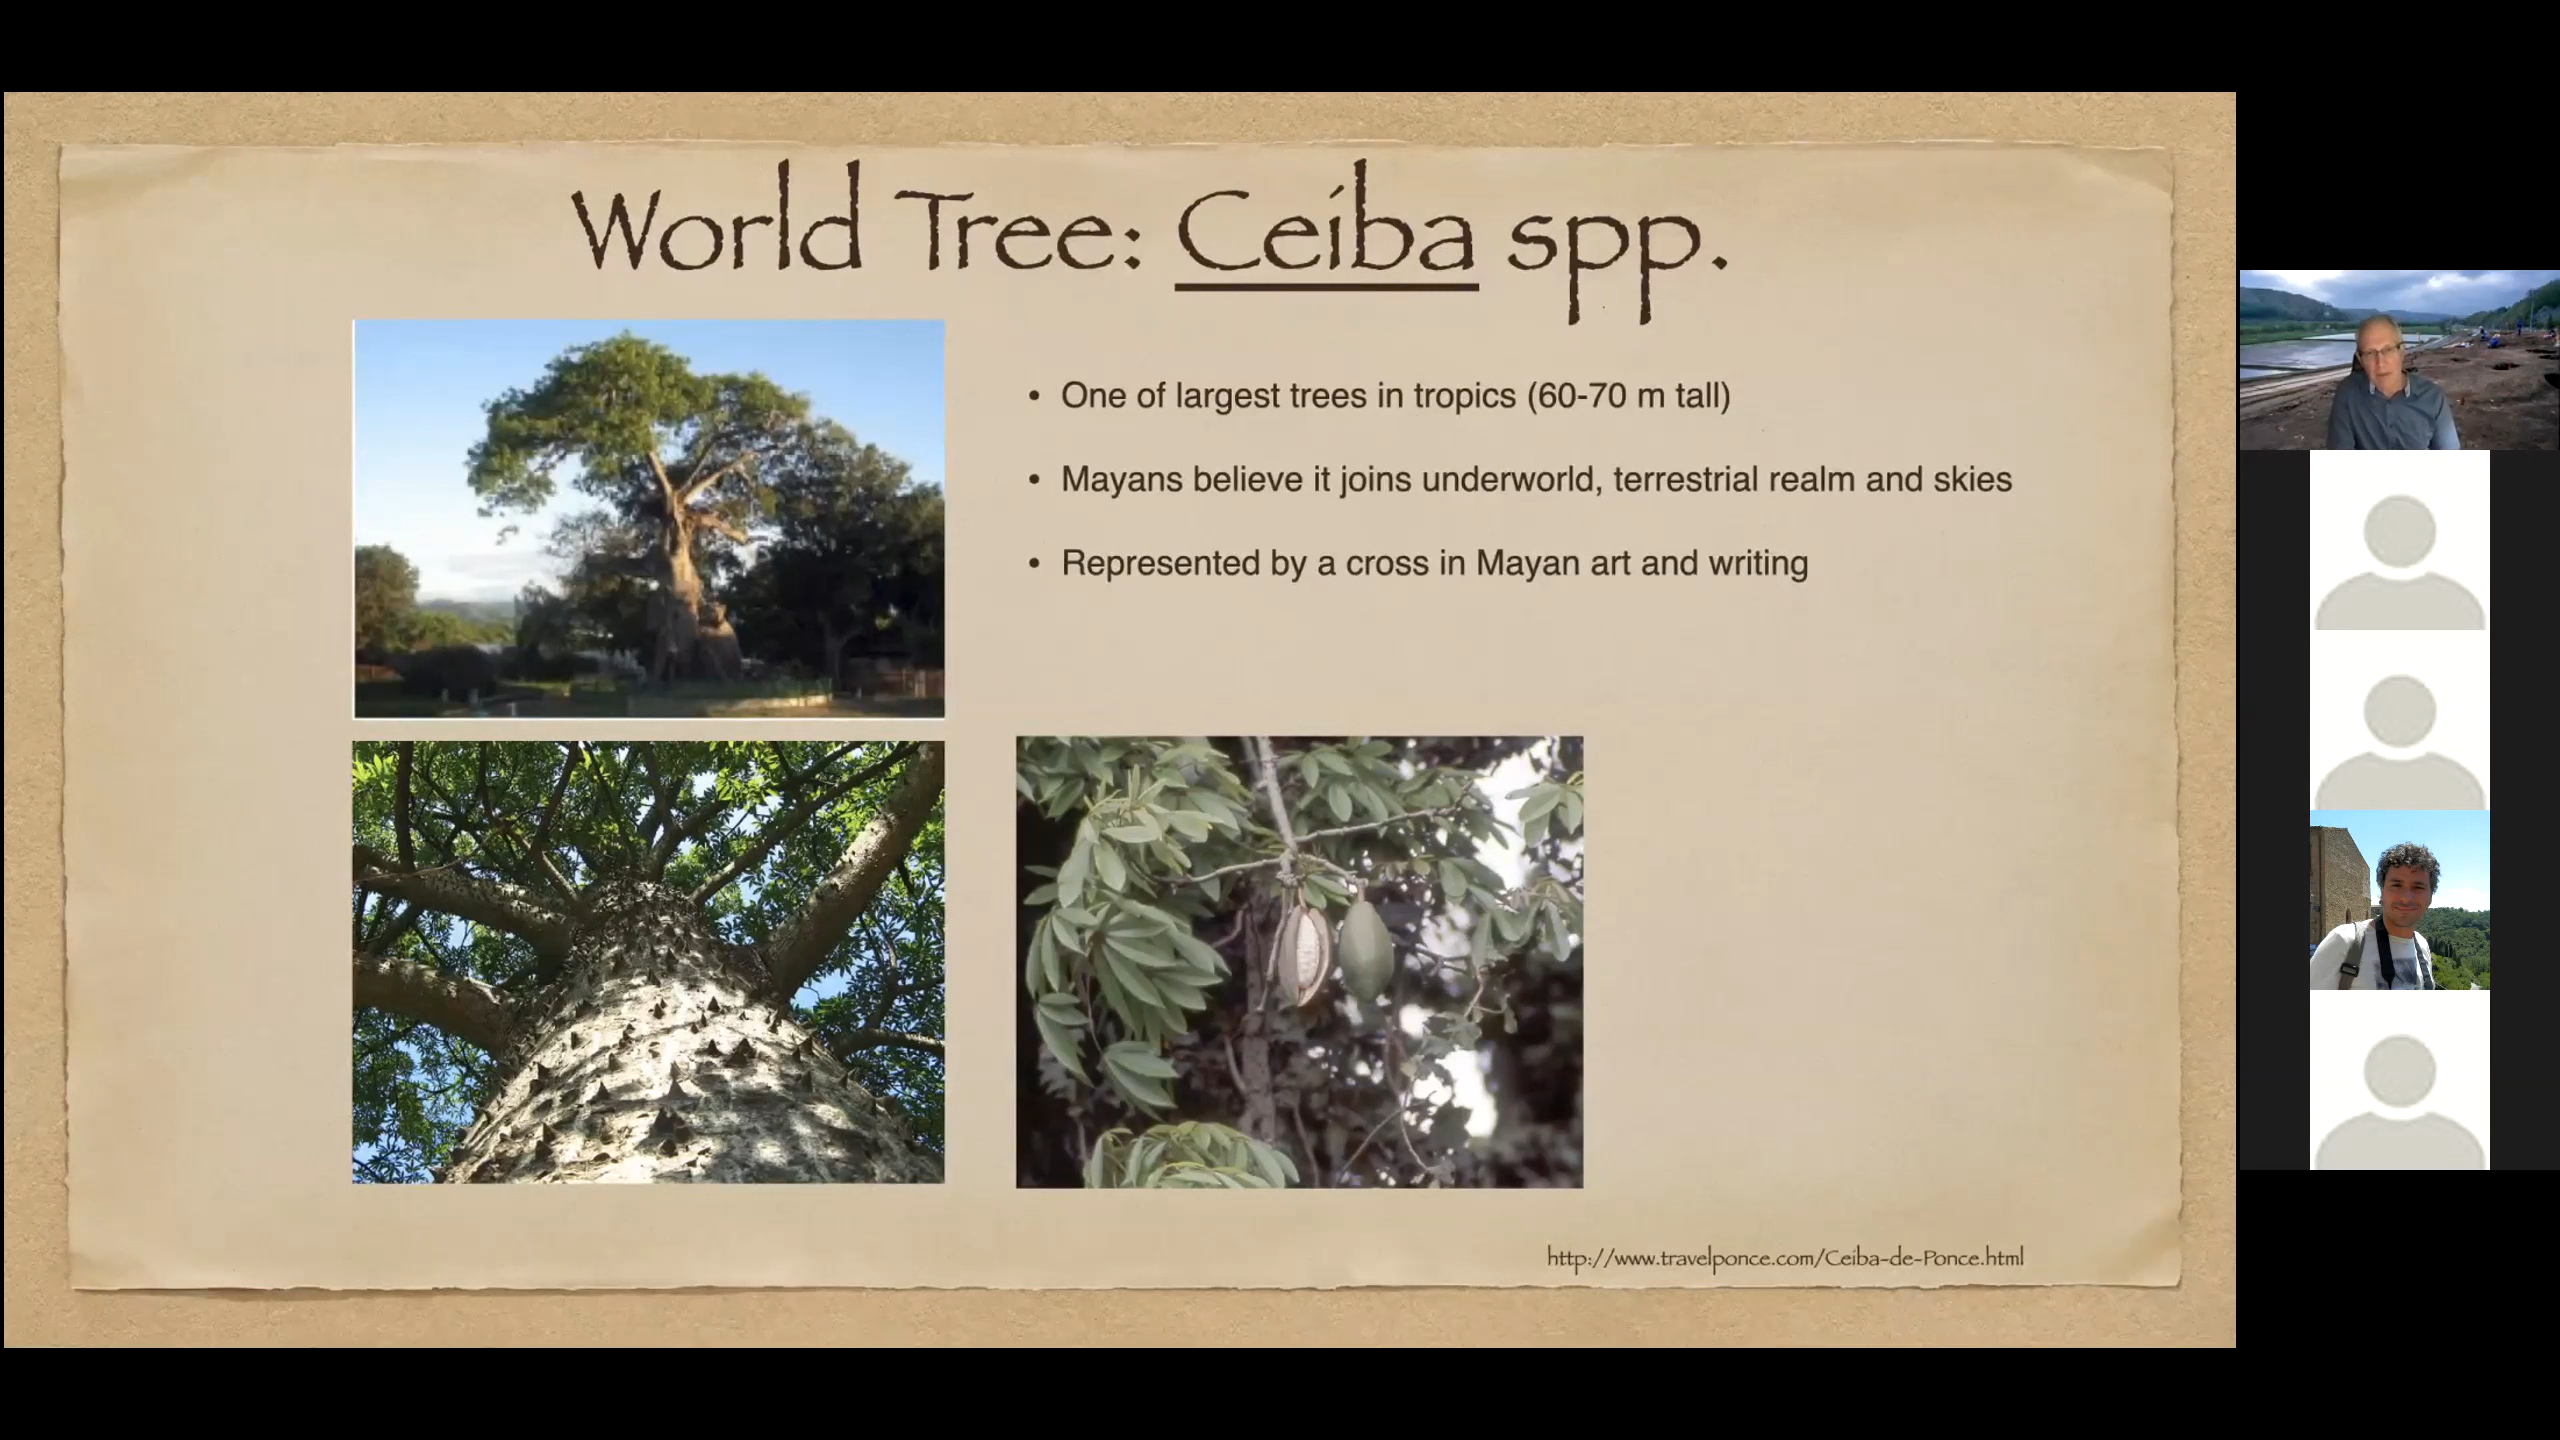 World Tree: Ceiba spp.
• One of largest trees in tropics (60-70 m tall)
• Mayans believe it joins underworld, terrestrial realm and skies
• Represented by a cross in Mayan art and writing
http://www.travelponce.com/Ceiba-de-Ponce.html